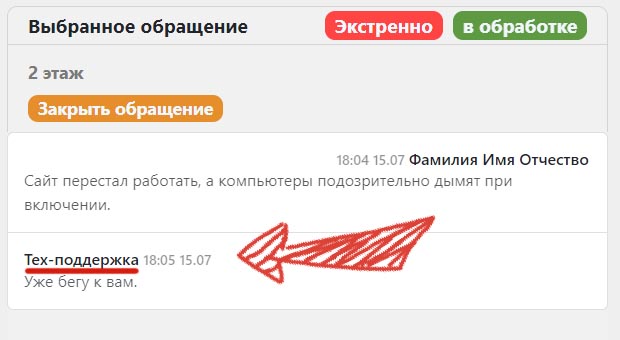 Выбранное обращение Экстренно в обработке
2 этаж
Закрыть обращение
18:04 15.07 Фамилия Имя Отчество
Сайт перестал работать, а компьютеры подозрительно дымят при
включении.
Тех-поддержка 18:05 15.07
Уже бегу к вам.